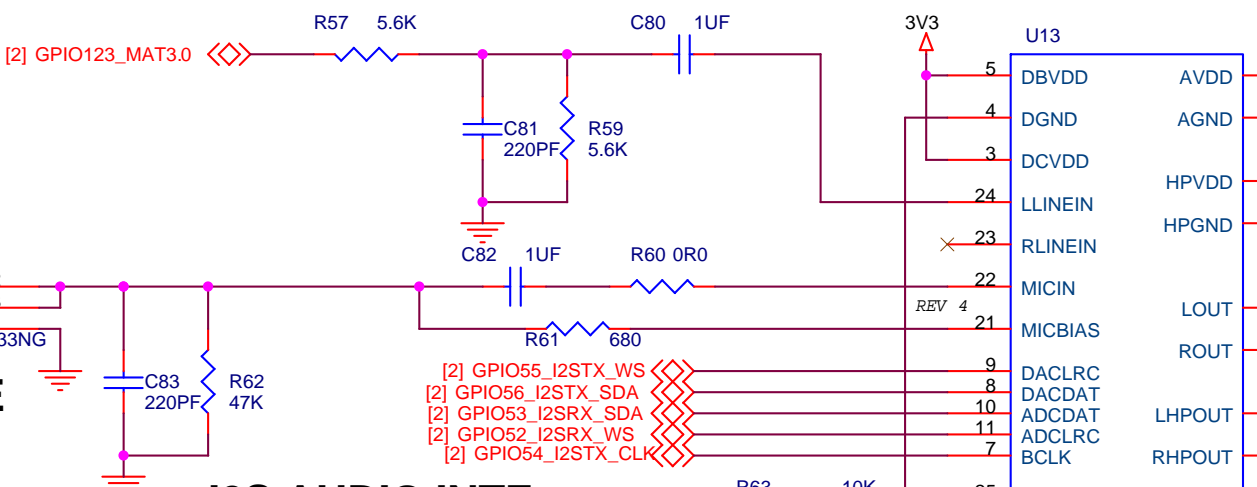 R57 5.6K
C80 1UF
3V3
U13
[2] GPIO123_MAT3.0
5 DBVDD AVDD
C81 220PF
R59 5.6K
4 DGND AGND
3 DCVDD
HPVDD
24 LLINEIN
HPGND
23 RLINEIN
C82 1UF
R60 0R0
22 MICIN
REV 4
LOUT
21 MICBIAS
R61 680
33NG
ROUT
[2] GPIO55_I2STX_WS 9 DACLRC
[2] GPIO56_I2STX_SDA 8 DACDAT
[2] GPIO53_I2SRX_SDA 10 ADCDAT LHPOUT
[2] GPIO52_I2SRX_WS 11 ADCLRC
[2] GPIO54_I2STX_CLK 7 BCLK RHPOUT
C83 220PF
R62 47K
E
R63 10K
25